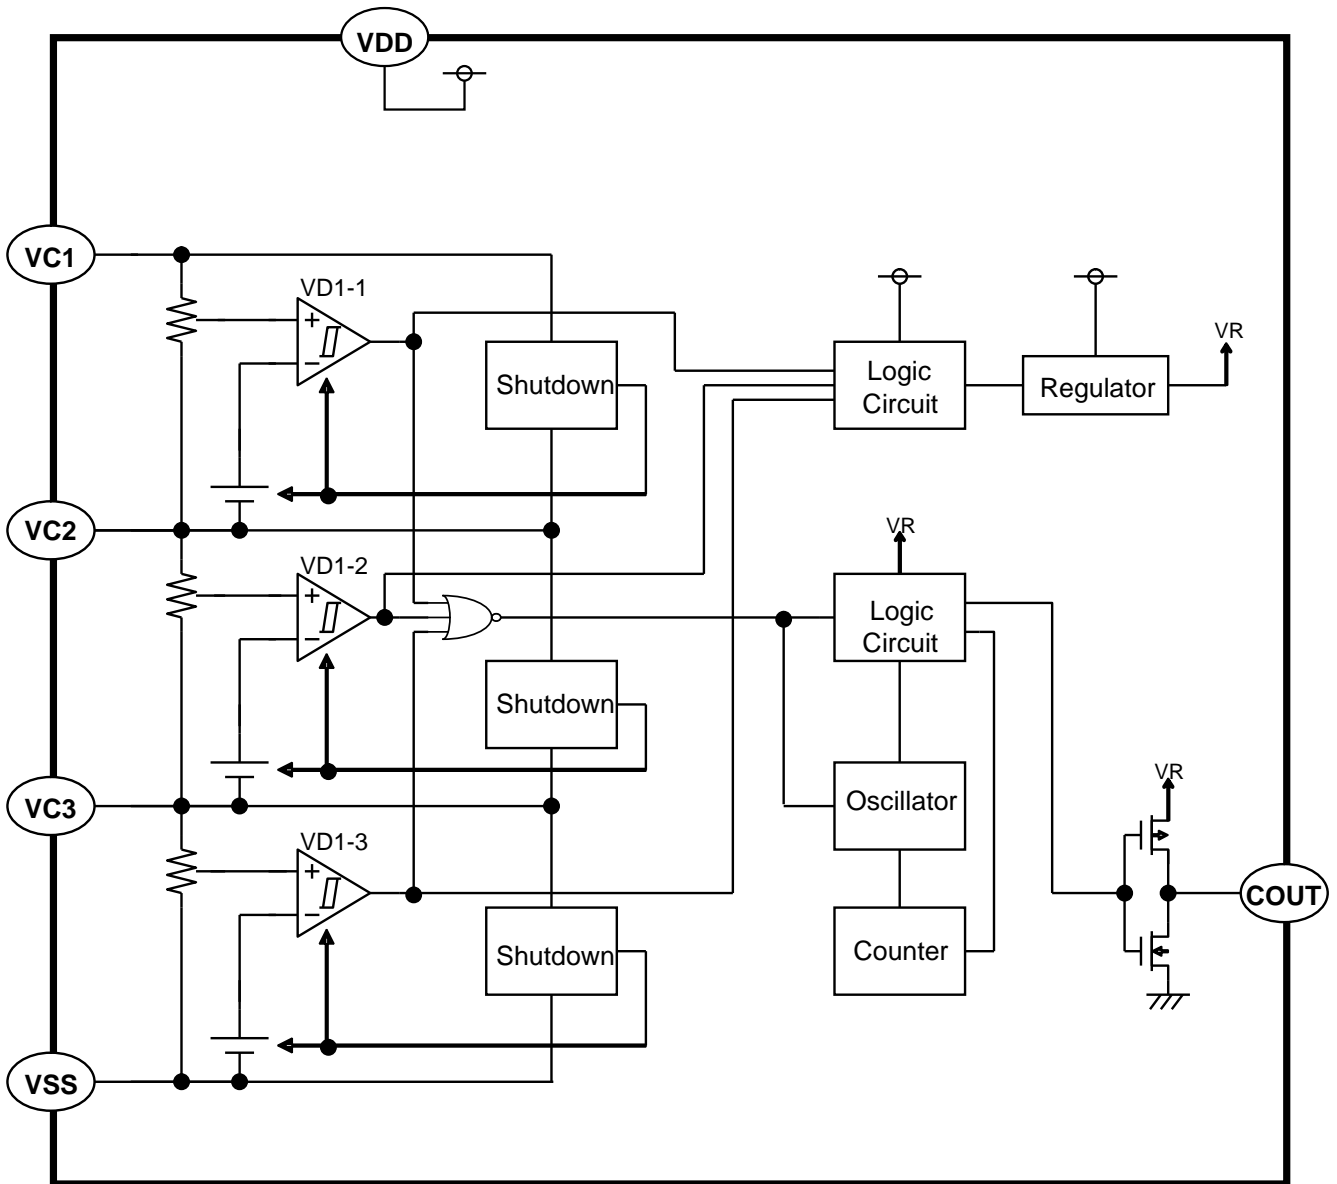 VDD
VC1
VD1-1
+
−
Shutdown
Logic
Circuit
Regulator
VR
VC2
VD1-2
+
−
Shutdown
VR
Logic
Circuit
VC3
VD1-3
+
−
Shutdown
Oscillator
Counter
VR
COUT
VSS